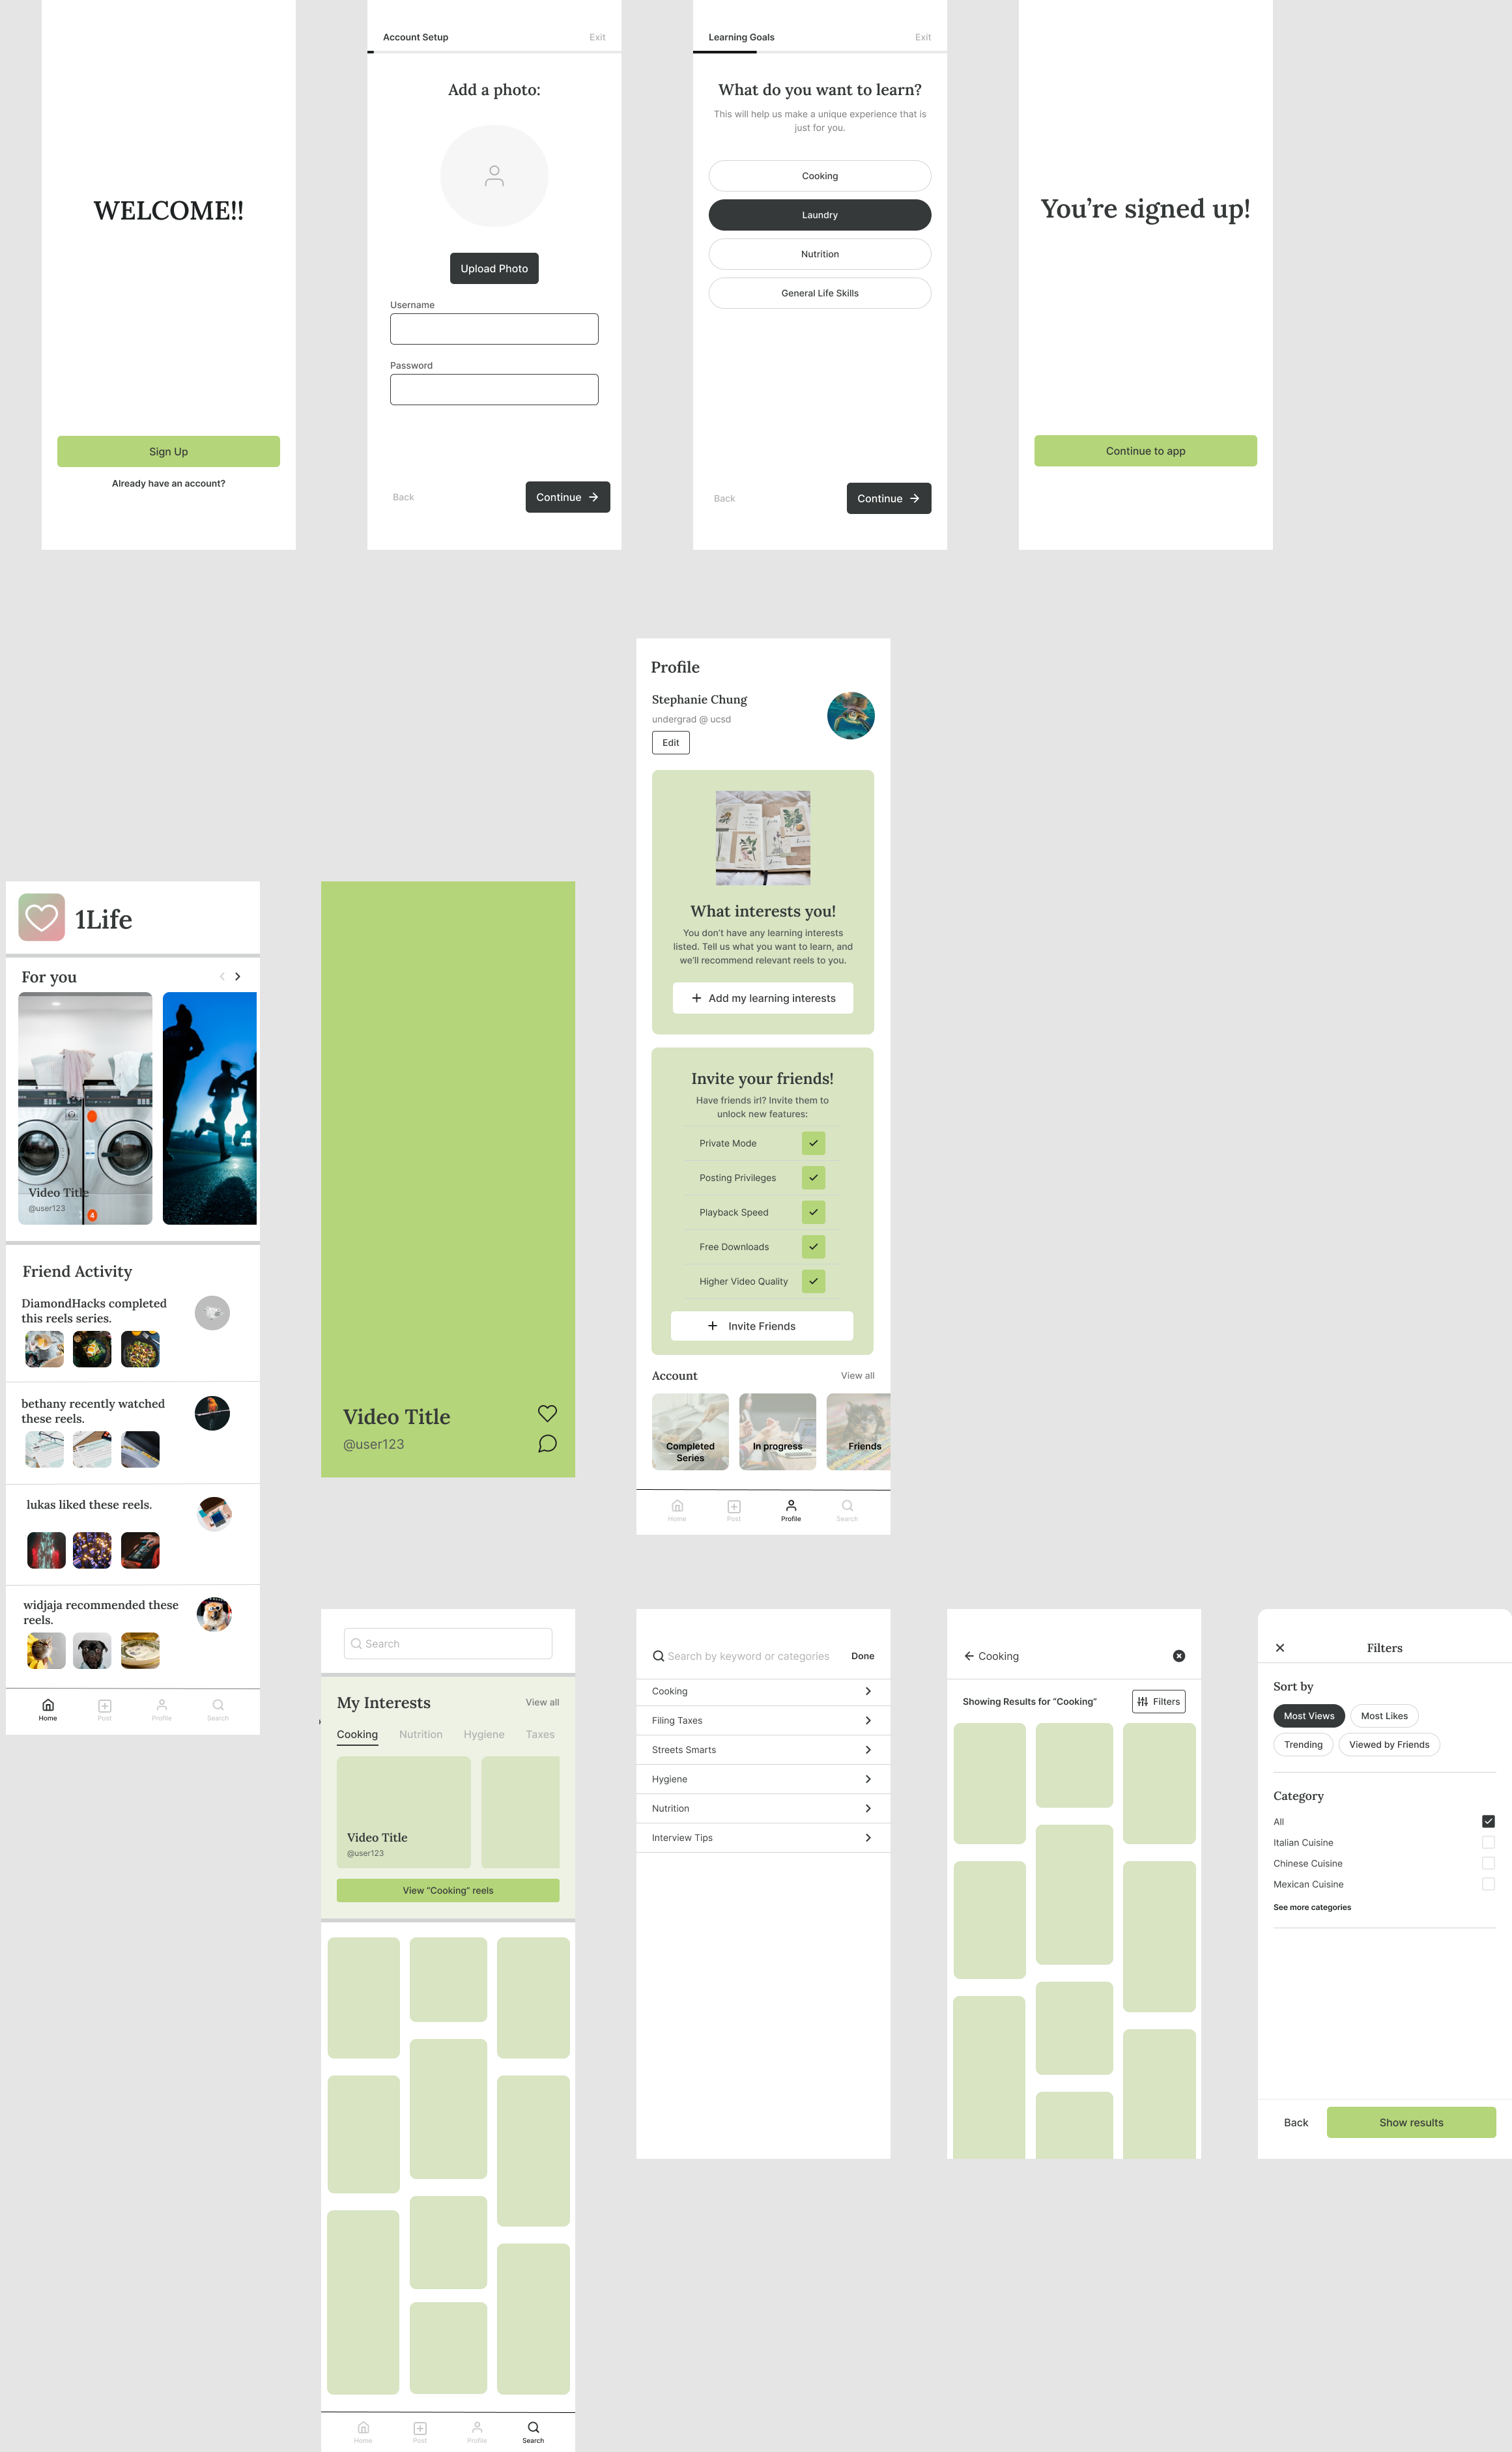 WELCOME!!
Sign Up
Already have an account?
Account Setup
Exit
Add a photo:
Upload Photo
Username
Password
Back
Continue
Learning Goals
Exit
What do you want to learn?
This will help us make a unique experience that is
just for you.
Cooking
Laundry
Nutrition
General Life Skills
Back
Continue
You're signed up!
Continue to app
Profile
Stephanie Chung
undergrad @ ucsd
Edit
What interests you!
You don't have any learning interests
listed. Tell us what you want to learn, and
we'll recommend relevant reels to you.
Add my learning interests
Invite your friends!
Have friends irl? Invite them to
unlock new features:
Private Mode
Posting Privileges
Playback Speed
Free Downloads
Higher Video Quality
Invite Friends
Account
View all
Completed
Series
In progress
Friends
Home
Post
Profile
Search
1Life
For you
Video Title
@user123
4
Friend Activity
DiamondHacks completed
this reels series.
bethany recently watched
these reels.
lukas liked these reels.
widjaja recommended these
reels.
Home
Post
Profile
Search
Video Title
@user123
Search
My Interests
View all
Cooking
Nutrition
Hygiene
Taxes
Video Title
@user123
View "Cooking" reels
Home
Post
Profile
Search
Search by keyword or categories
Done
Cooking
Filing Taxes
Streets Smarts
Hygiene
Nutrition
Interview Tips
Cooking
Showing Results for "Cooking"
Filters
Filters
Sort by
Most Views
Most Likes
Trending
Viewed by Friends
Category
All
Italian Cuisine
Chinese Cuisine
Mexican Cuisine
See more categories
Back
Show results